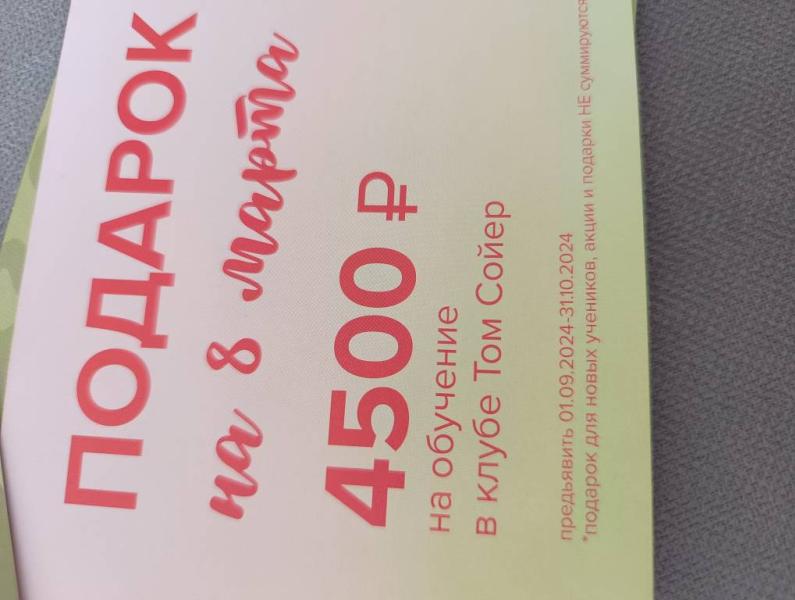 ПОДАРОК
на 8 марта
4500 ₽
на обучение
в клубе Том Сойер
предьявить 01.09.2024-31.10.2024
*подарок для новых учеников, акции и подарки НЕ суммируются